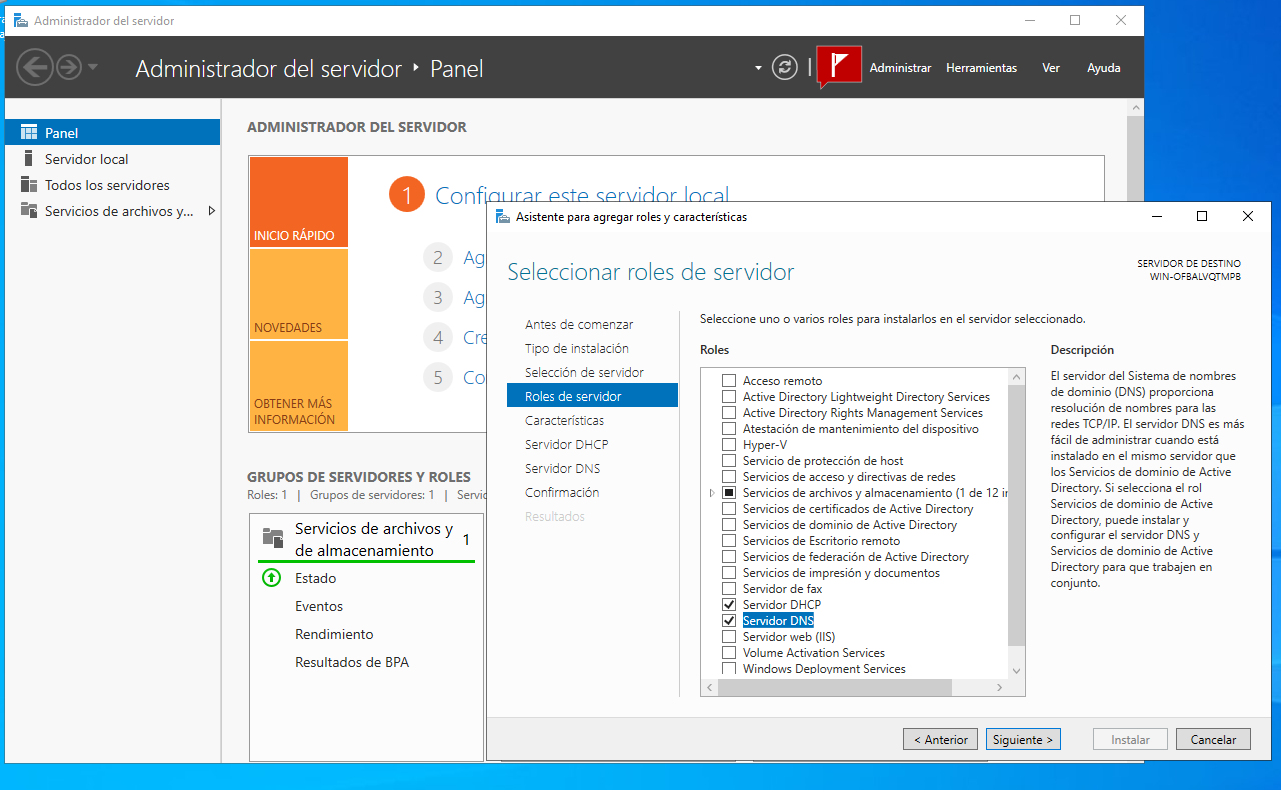 Administrador del servidor
Administrador del servidor ‣ Panel
Administrar Herramientas Ver Ayuda
Panel
Servidor local
Todos los servidores
Servicios de archivos y...
ADMINISTRADOR DEL SERVIDOR
INICIO RÁPIDO
NOVEDADES
OBTENER MÁS
INFORMACIÓN
1 Configurar este servidor local
2 Ag
3 Ag
4 Cre
5 Co
GRUPOS DE SERVIDORES Y ROLES
Roles: 1 | Grupos de servidores: 1 | Servic
Servicios de archivos y
de almacenamiento
1
Estado
Eventos
Rendimiento
Resultados de BPA
Asistente para agregar roles y características
Seleccionar roles de servidor
SERVIDOR DE DESTINO
WIN-OFBALVQTMPB
Antes de comenzar
Tipo de instalación
Selección de servidor
Roles de servidor
Características
Servidor DHCP
Servidor DNS
Confirmación
Resultados
Seleccione uno o varios roles para instalarlos en el servidor seleccionado.
Roles
Acceso remoto
Active Directory Lightweight Directory Services
Active Directory Rights Management Services
Atestación de mantenimiento del dispositivo
Hyper-V
Servicio de protección de host
Servicios de acceso y directivas de redes
Servicios de archivos y almacenamiento (1 de 12 in
Servicios de certificados de Active Directory
Servicios de dominio de Active Directory
Servicios de Escritorio remoto
Servicios de federación de Active Directory
Servicios de impresión y documentos
Servidor de fax
Servidor DHCP
Servidor DNS
Servidor web (IIS)
Volume Activation Services
Windows Deployment Services
Descripción
El servidor del Sistema de nombres
de dominio (DNS) proporciona
resolución de nombres para las
redes TCP/IP. El servidor DNS es más
fácil de administrar cuando está
instalado en el mismo servidor que
los Servicios de dominio de Active
Directory. Si selecciona el rol
Servicios de dominio de Active
Directory, puede instalar y
configurar el servidor DNS y
Servicios de dominio de Active
Directory para que trabajen en
conjunto.
< Anterior
Siguiente >
Instalar
Cancelar